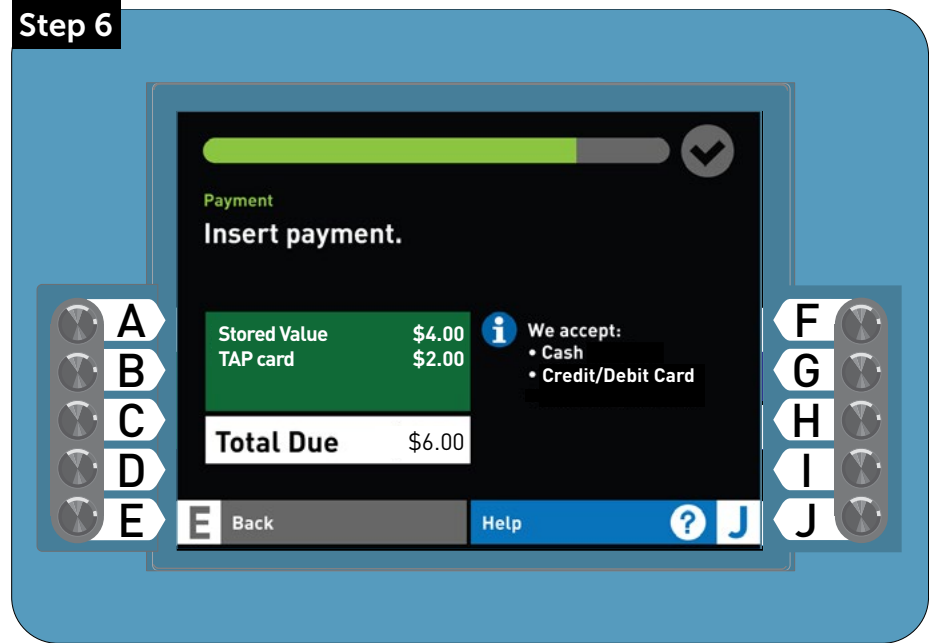 Step 6
Payment
Insert payment.
Stored Value $4.00
TAP card $2.00
Total Due $6.00
We accept:
• Cash
• Credit/Debit Card
A
B
C
D
E
F
G
H
I
J
E Back
Help ? J